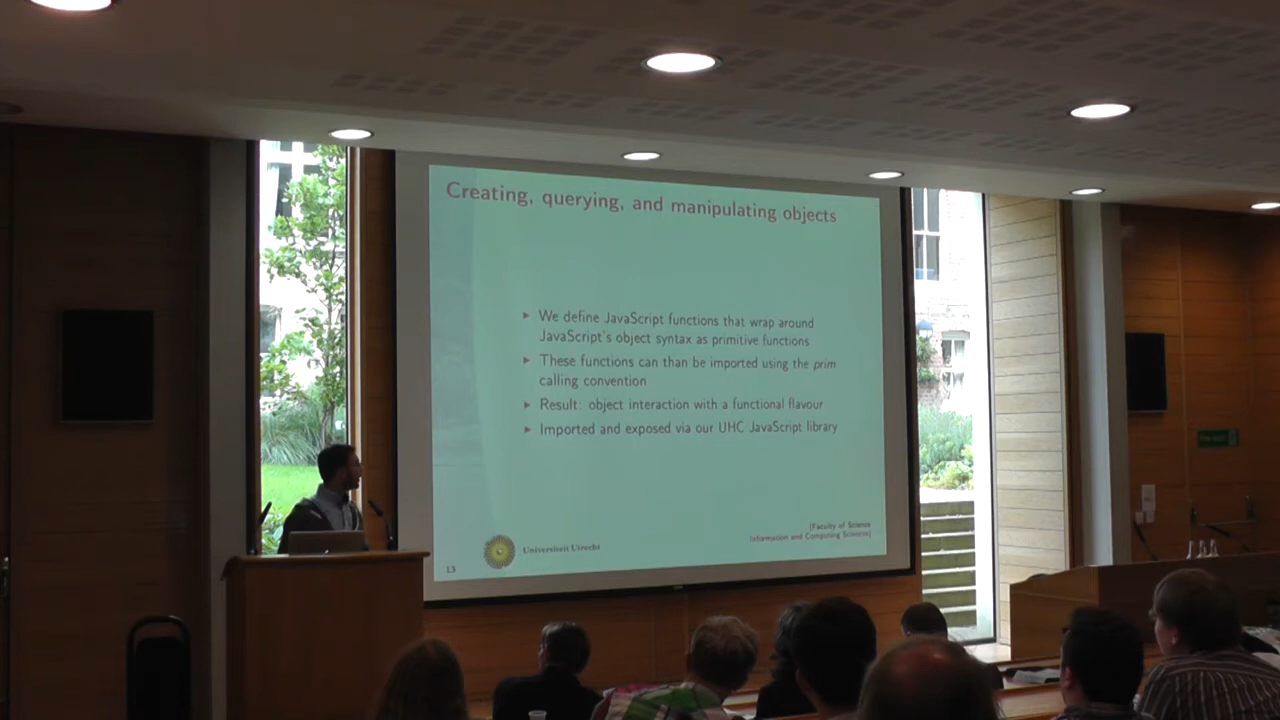 Creating, querying, and manipulating objects
▶ We define JavaScript functions that wrap around
JavaScript's object syntax as primitive functions
▶ These functions can than be imported using the prim
calling convention
▶ Result: object interaction with a functional flavour
▶ Imported and exposed via our UHC JavaScript library
[Faculty of Science
Information and Computing Sciences]
Universiteit Utrecht
13